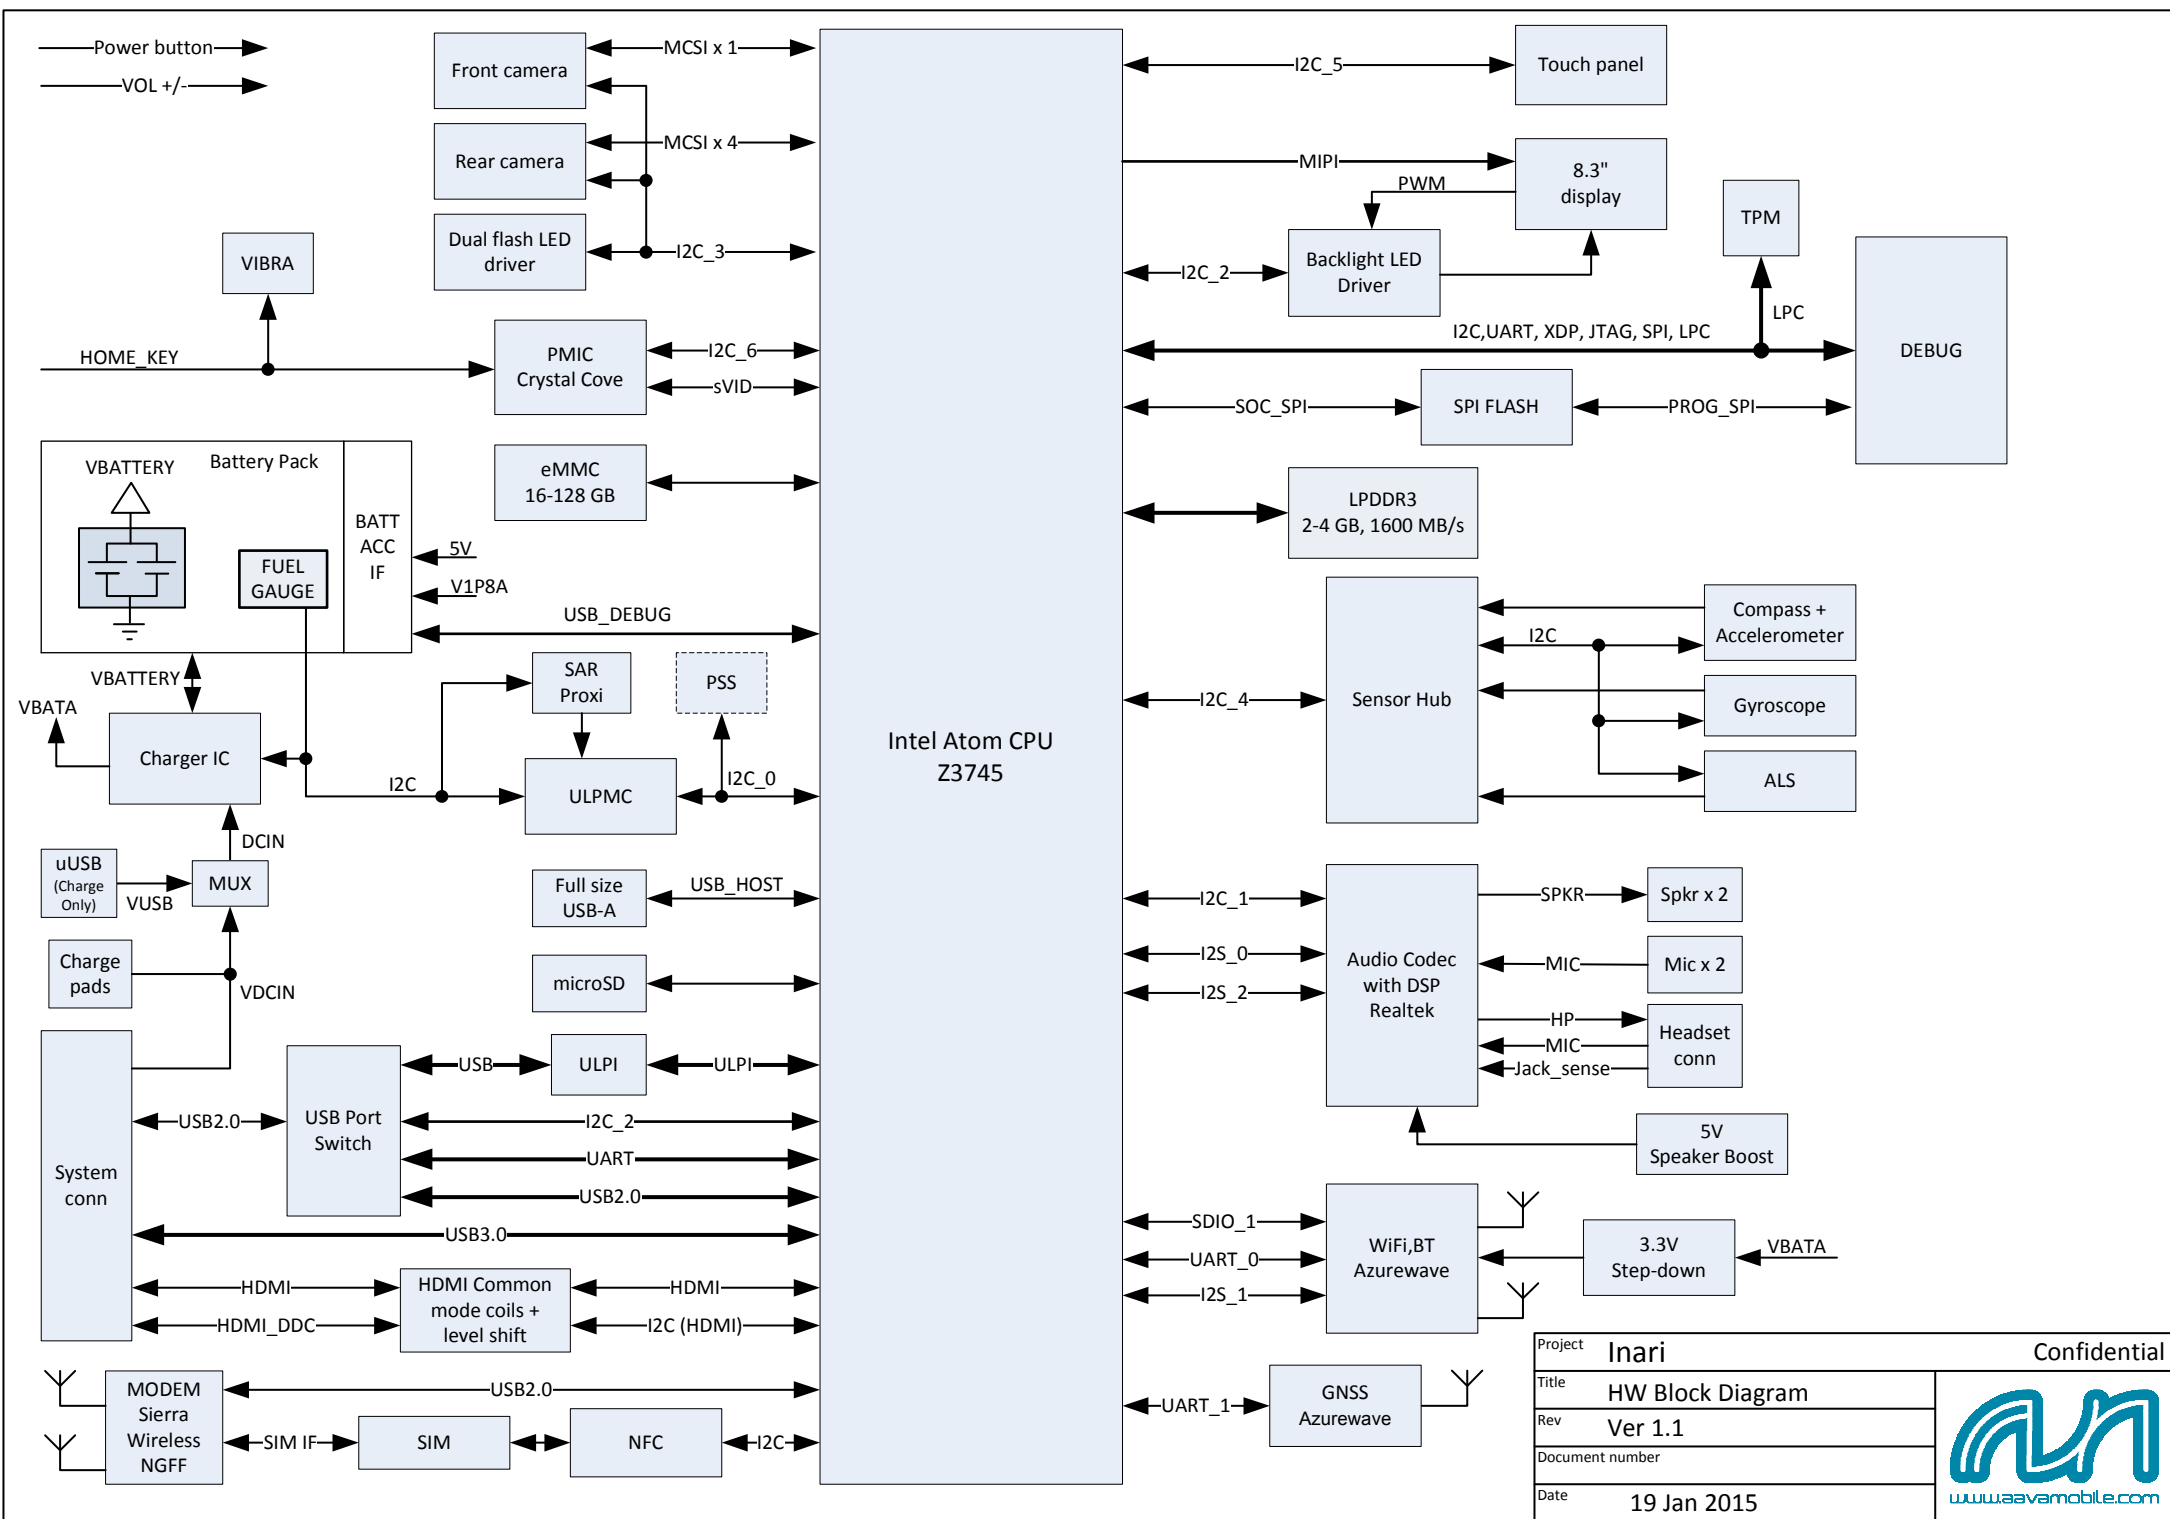 Power button
VOL +/-
Front camera
MCSI x 1
Rear camera
MCSI x 4
Dual flash LED
driver
I2C_3
VIBRA
HOME_KEY
PMIC
Crystal Cove
I2C_6
sVID
eMMC
16-128 GB
VBATTERY
Battery Pack
FUEL
GAUGE
BATT
ACC
IF
5V
V1P8A
USB_DEBUG
VBATTERY
VBATA
Charger IC
SAR
Proxi
PSS
I2C
ULPMC
I2C_0
DCIN
uUSB
(Charge
Only)
VUSB
MUX
Charge
pads
VDCIN
Full size
USB-A
USB_HOST
microSD
System
conn
USB2.0
USB Port
Switch
USB
ULPI
ULPI
I2C_2
UART
USB2.0
USB3.0
HDMI
HDMI_DDC
HDMI Common
mode coils +
level shift
HDMI
I2C (HDMI)
MODEM
Sierra
Wireless
NGFF
USB2.0
SIM IF
SIM
NFC
I2C
Intel Atom CPU
Z3745
I2C_5
Touch panel
MIPI
8.3"
display
PWM
I2C_2
Backlight LED
Driver
TPM
LPC
I2C,UART, XDP, JTAG, SPI, LPC
DEBUG
SOC_SPI
SPI FLASH
PROG_SPI
LPDDR3
2-4 GB, 1600 MB/s
I2C_4
Sensor Hub
I2C
Compass +
Accelerometer
Gyroscope
ALS
I2C_1
I2S_0
I2S_2
Audio Codec
with DSP
Realtek
SPKR
Spkr x 2
MIC
Mic x 2
HP
MIC
Jack_sense
Headset
conn
5V
Speaker Boost
SDIO_1
UART_0
I2S_1
WiFi,BT
Azurewave
3.3V
Step-down
VBATA
UART_1
GNSS
Azurewave
Project Inari Confidential
Title HW Block Diagram
Rev Ver 1.1
Document number
Date 19 Jan 2015
www.aavamobile.com